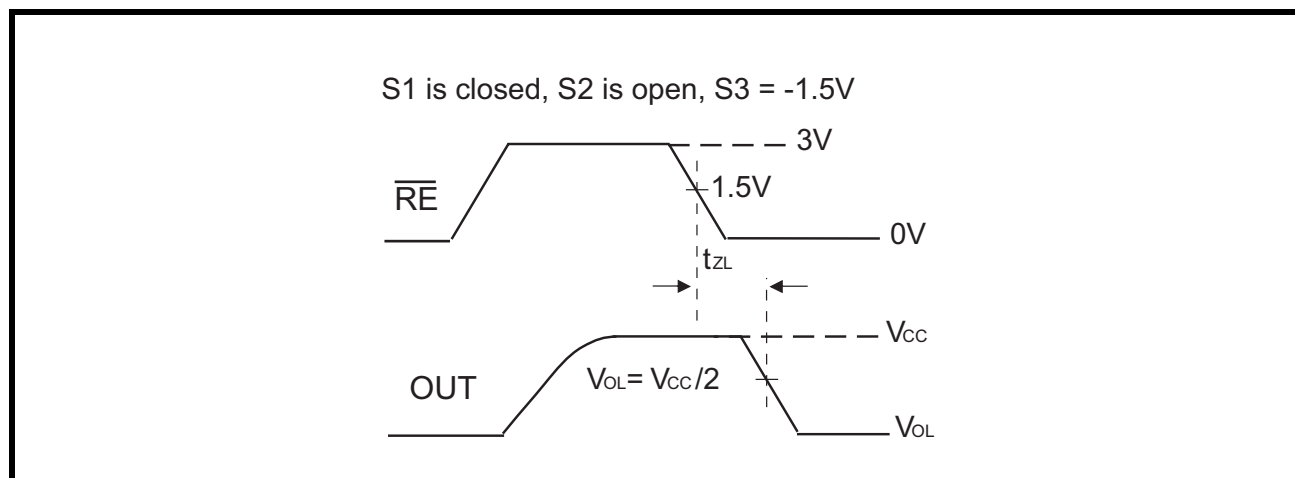 S1 is closed, S2 is open, S3 = -1.5V
3V
R̅E̅
1.5V
0V
tZL
VCC
VOL= VCC/2
OUT
VOL